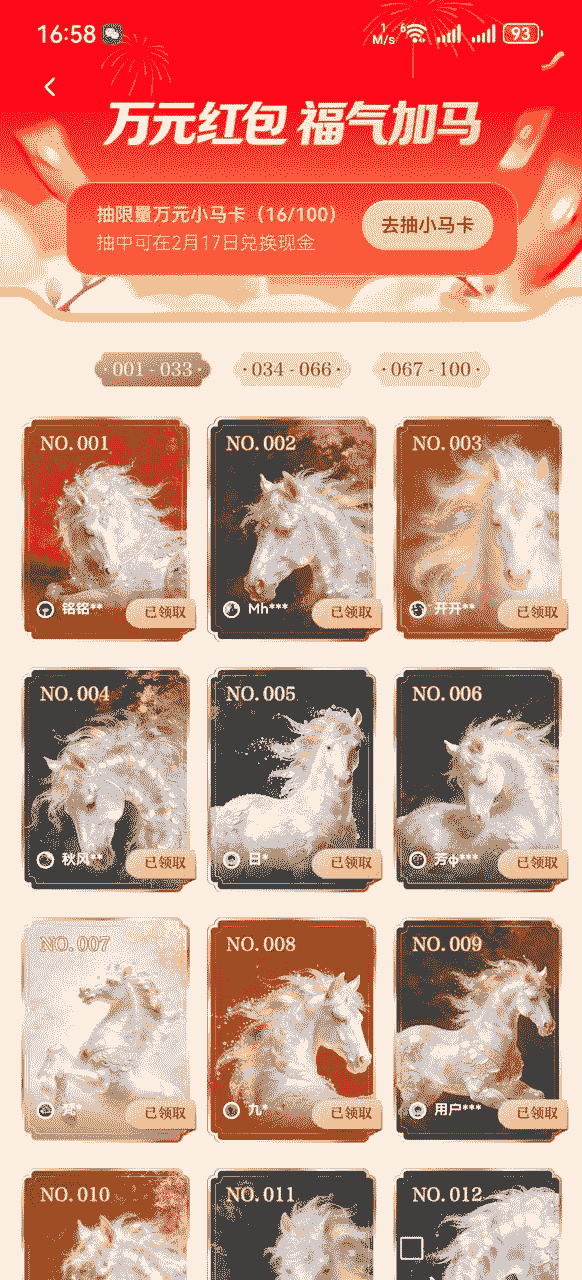 16:58
1 M/s
6
93
万元红包 福气加马
抽限量万元小马卡（16/100）
抽中可在2月17日兑换现金
去抽小马卡
·001-033·
·034-066·
·067-100·
NO.001
NO.002
NO.003
铭铭**
已领取
Mh***
已领取
开开**
已领取
NO.004
NO.005
NO.006
秋风**
已领取
日*
已领取
芳ф***
已领取
NO.007
NO.008
NO.009
梵*
已领取
九*
已领取
用户***
已领取
NO.010
NO.011
NO.012